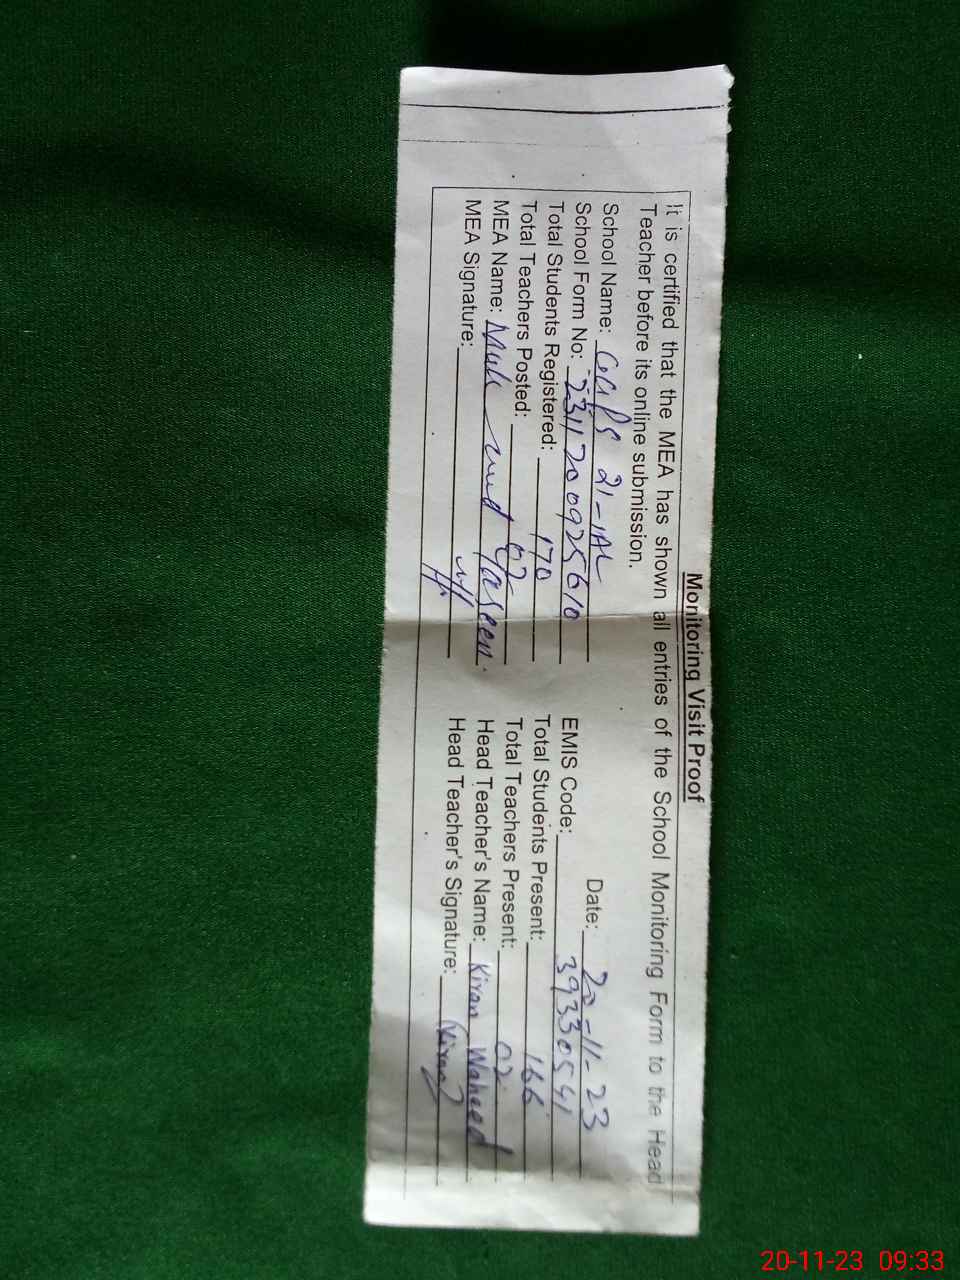 Monitoring Visit Proof
It is certified that the MEA has shown all entries of the School Monitoring Form to the Head
Teacher before its online submission.
School Name: GGPS 21-1AL Date: 20-11-23
School Form No: 2311200925610 EMIS Code: 39330541
Total Students Registered: 170 Total Students Present: 166
Total Teachers Posted: 02 Total Teachers Present: 02
MEA Name: Yaseen Head Teacher's Name: Kiran Waheed
MEA Signature: Head Teacher's Signature: Kiran
20-11-23 09:33